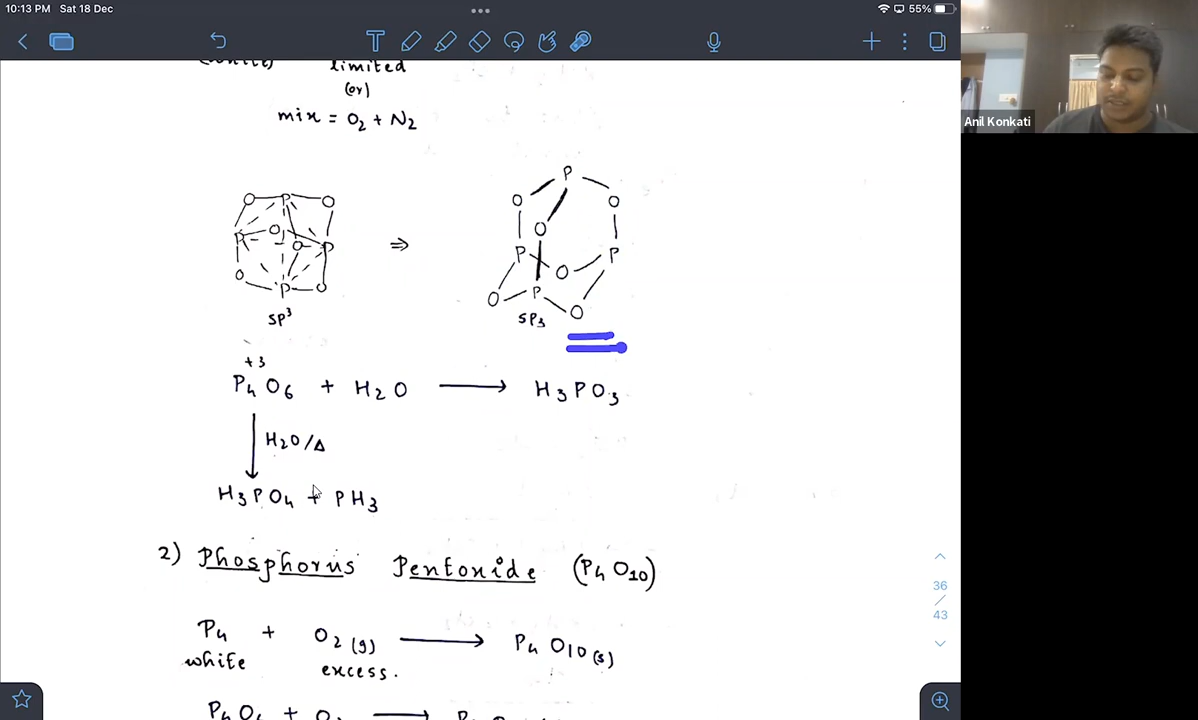 10:13 PM Sat 18 Dec
55%
Anil Konkati
limited
(or)
mix = O2 + N2
O P O
P O O P
O P O
sp3
⇒
P
O O
O
P O P
O P O
SP3
+3
P4O6 + H2O ⟶ H3PO3
H2O/Δ
H3PO4 + PH3
2) Phosphorus Pentoxide (P4O10)
P4 + O2(g) ⟶ P4O10(s)
white excess.
36
/
43